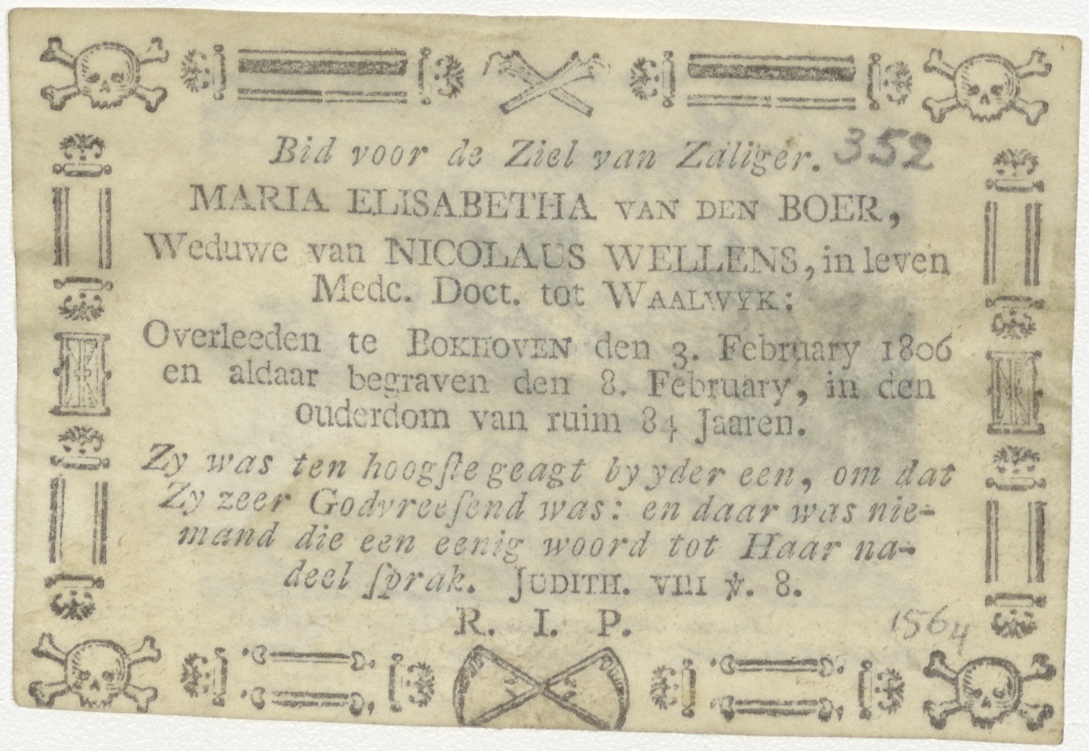 Bid voor de Ziel van Zaliger. 352
MARIA ELISABETHA VAN DEN BOER,
Weduwe van NICOLAUS WELLENS, in leven
Medc. Doct. tot WAALWYK:
Overleeden te BOKHOVEN den 3. February 1806
en aldaar begraven den 8. February, in den
ouderdom van ruim 84 Jaaren.
Zy was ten hoogſte geagt by yder een, om dat
Zy zeer Godvreeſend was: en daar was nie-
mand die een eenig woord tot Haar na-
deel ſprak. JUDITH. VIII ℣. 8.
R. I. P.
1564